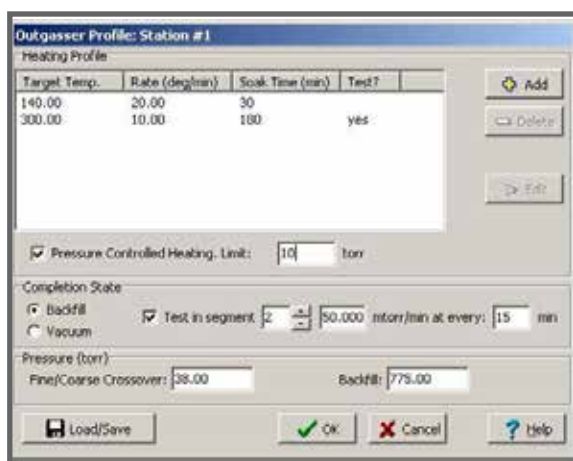 Outgasser Profile: Station #1
Heating Profile
Target Temp. Rate (deg/min) Soak Time (min) Test?
140.00 20.00 30
300.00 10.00 180 yes
Add
Delete
Edit
Pressure Controlled Heating. Limit: 10 torr
Completion State
Backfill
Vacuum
Test in segment 2 50.000 mtorr/min at every: 15 min
Pressure (torr)
Fine/Coarse Crossover: 38.00 Backfill: 775.00
Load/Save OK Cancel Help